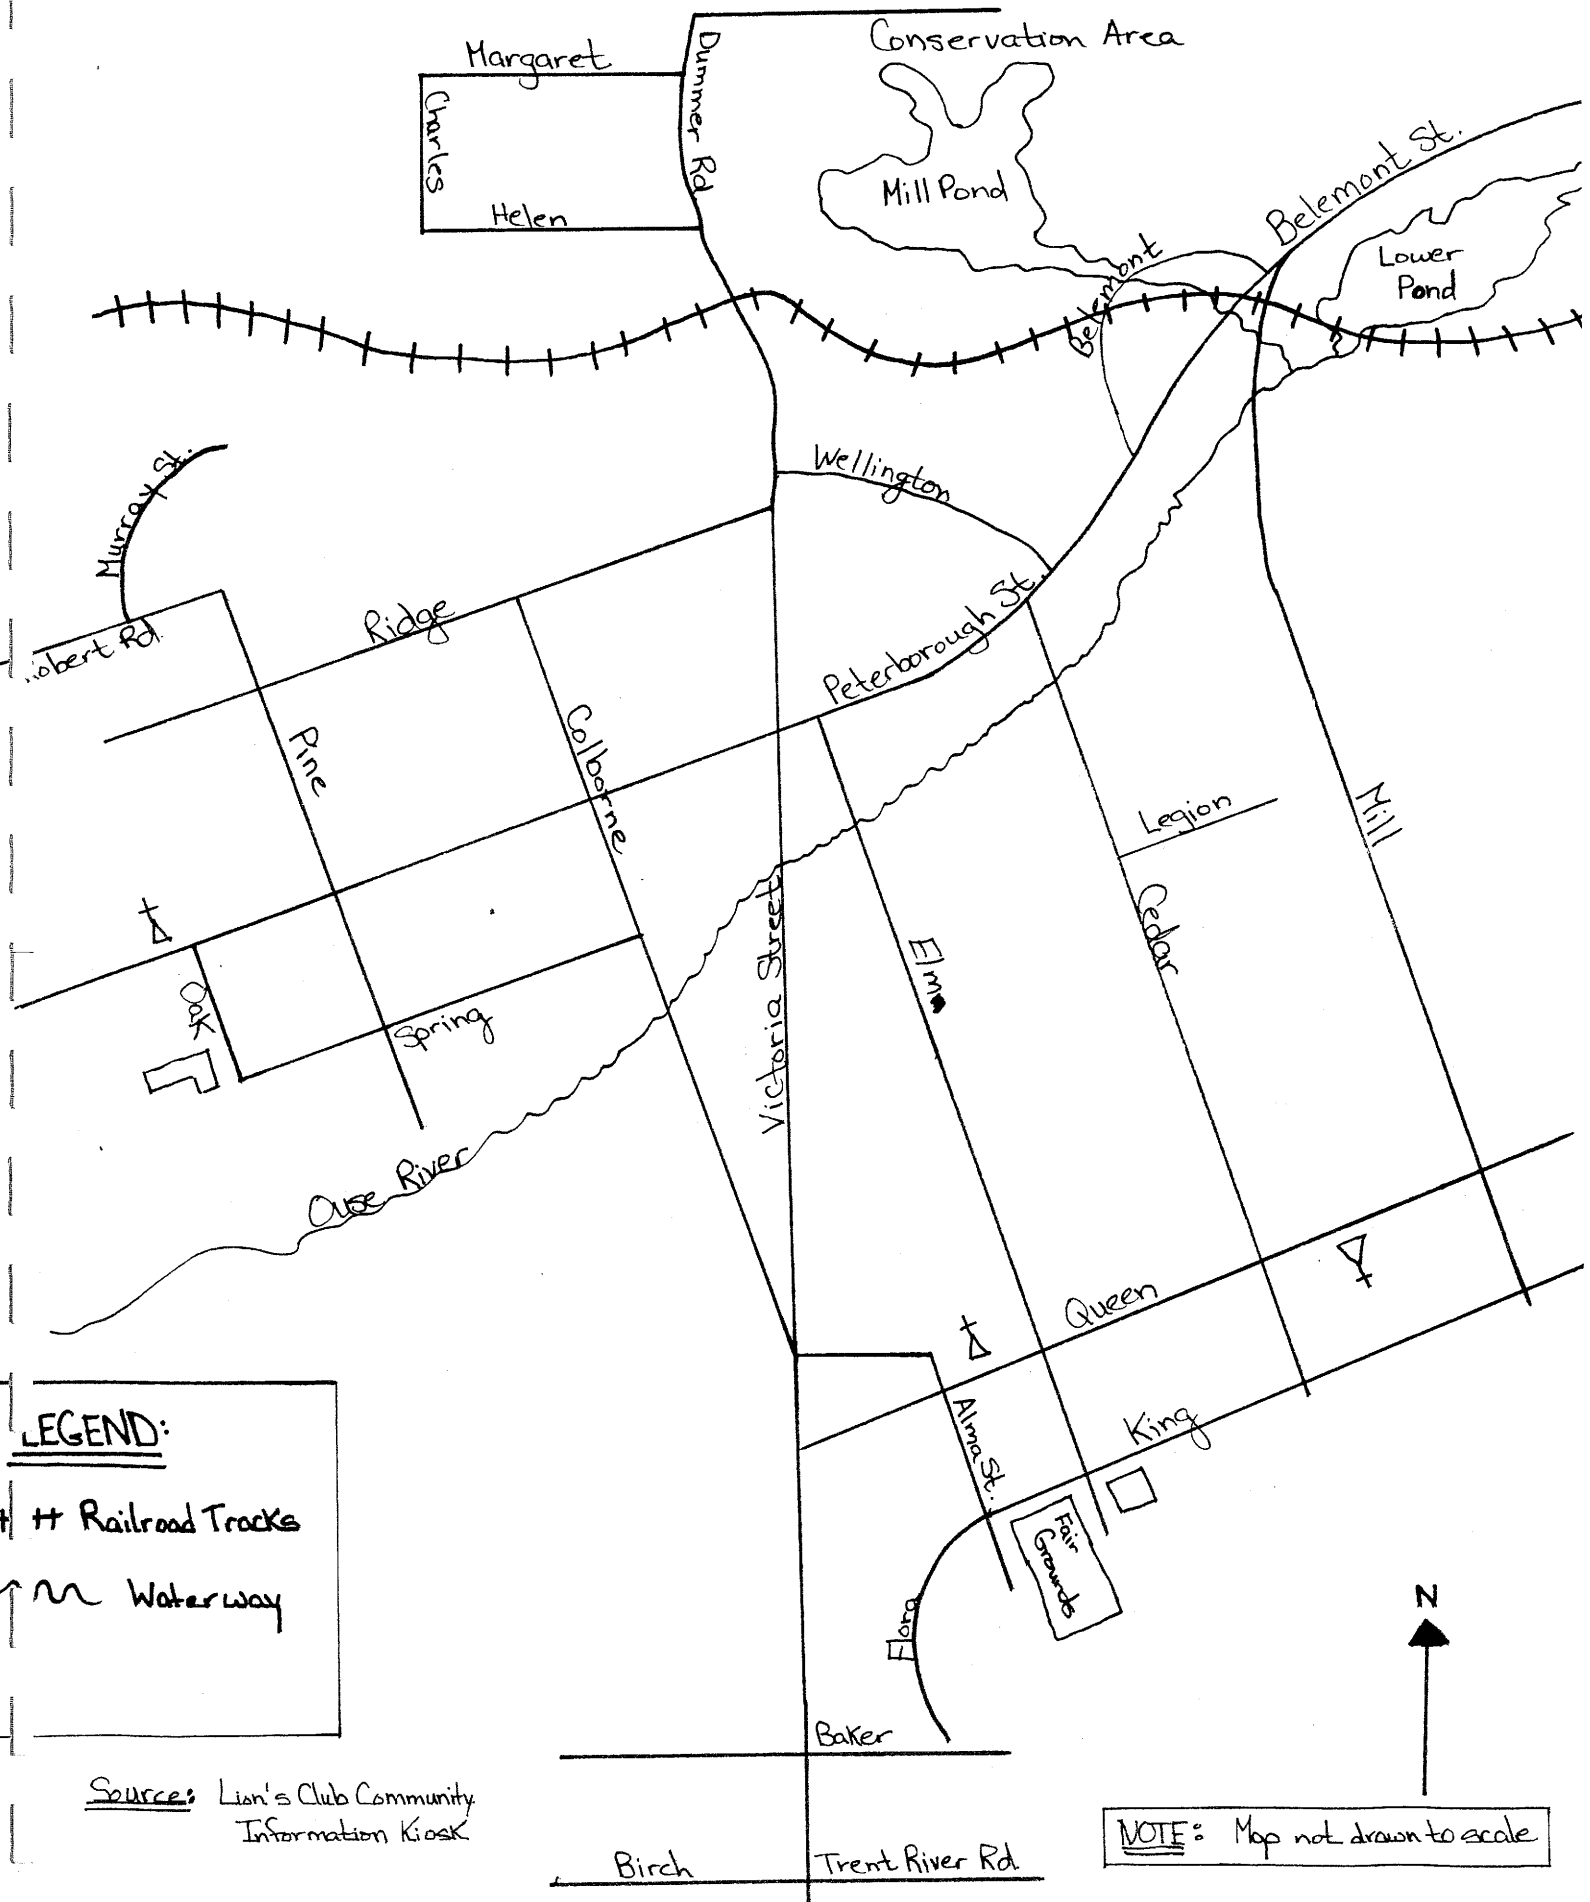 Conservation Area
Margaret
Dummer Rd
Charles
Helen
Mill Pond
Belemont St.
Belemont
Lower
Pond
Wellington
Murray St.
obert Rd.
Ridge
Peterborough St.
Pine
Colborne
Legion
Mill
Cedar
Elm
Victoria Street
Oak
Spring
Ouse River
Queen
Alma St.
King
Fair
Grounds
Flora
LEGEND:
Railroad Tracks
Waterway
N
Baker
Source: Lion's Club Community
Information Kiosk
NOTE: Map not drawn to scale
Birch
Trent River Rd.